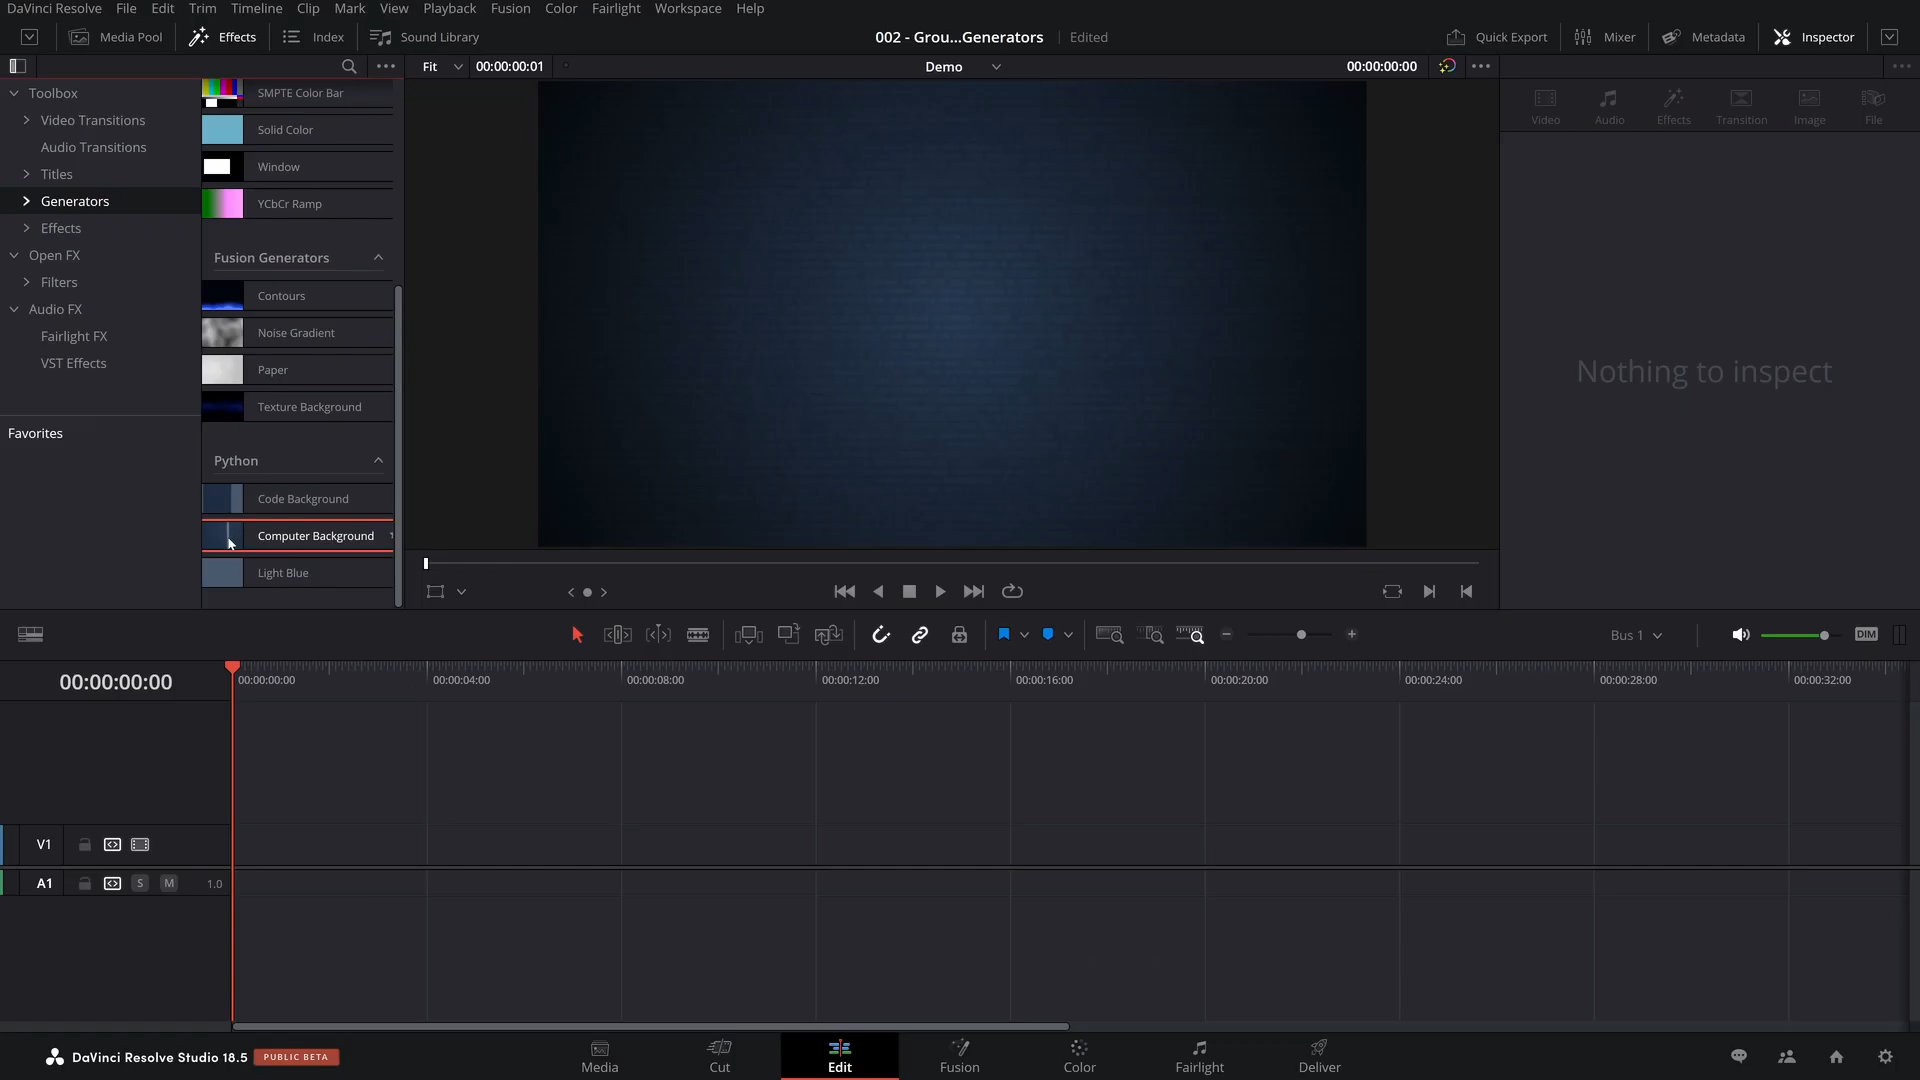 DaVinci Resolve File Edit Trim Timeline Clip Mark View Playback Fusion Color Fairlight Workspace Help
Media Pool Effects Index Sound Library 002 - Grou...Generators Edited Quick Export Mixer Metadata Inspector
Fit 00:00:00:01 Demo 00:00:00:00
Toolbox
Video Transitions
Audio Transitions
Titles
Generators
Effects
Open FX
Filters
Audio FX
Fairlight FX
VST Effects
Favorites
SMPTE Color Bar
Solid Color
Window
YCbCr Ramp
Fusion Generators
Contours
Noise Gradient
Paper
Texture Background
Python
Code Background
Computer Background
Light Blue
Video Audio Effects Transition Image File
Nothing to inspect
Bus 1 DIM
00:00:00:00
00:00:00:00 00:00:04:00 00:00:08:00 00:00:12:00 00:00:16:00 00:00:20:00 00:00:24:00 00:00:28:00 00:00:32:00
V1
A1 S M 1.0
DaVinci Resolve Studio 18.5 PUBLIC BETA
Media Cut Edit Fusion Color Fairlight Deliver